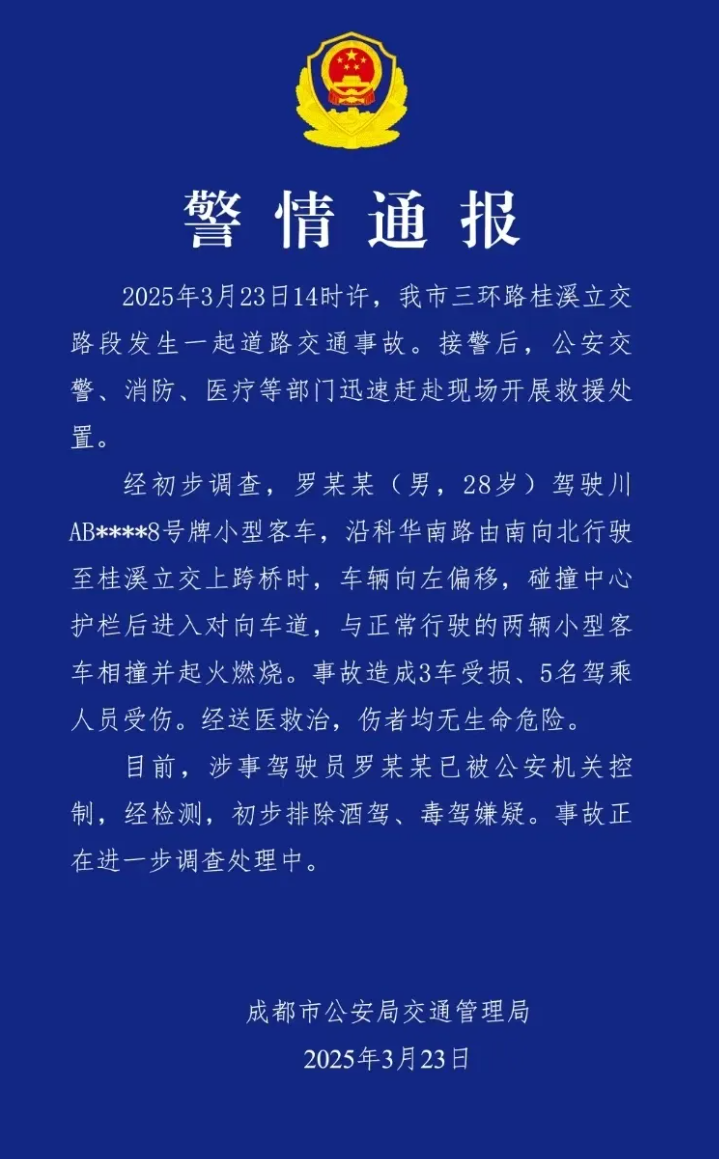 警情通报
2025年3月23日14时许，我市三环路桂溪立交
路段发生一起道路交通事故。接警后，公安交
警、消防、医疗等部门迅速赶赴现场开展救援处
置。
经初步调查，罗某某（男，28岁）驾驶川
AB****8号牌小型客车，沿科华南路由南向北行驶
至桂溪立交上跨桥时，车辆向左偏移，碰撞中心
护栏后进入对向车道，与正常行驶的两辆小型客
车相撞并起火燃烧。事故造成3车受损、5名驾乘
人员受伤。经送医救治，伤者均无生命危险。
目前，涉事驾驶员罗某某已被公安机关控
制，经检测，初步排除酒驾、毒驾嫌疑。事故正
在进一步调查处理中。
成都市公安局交通管理局
2025年3月23日